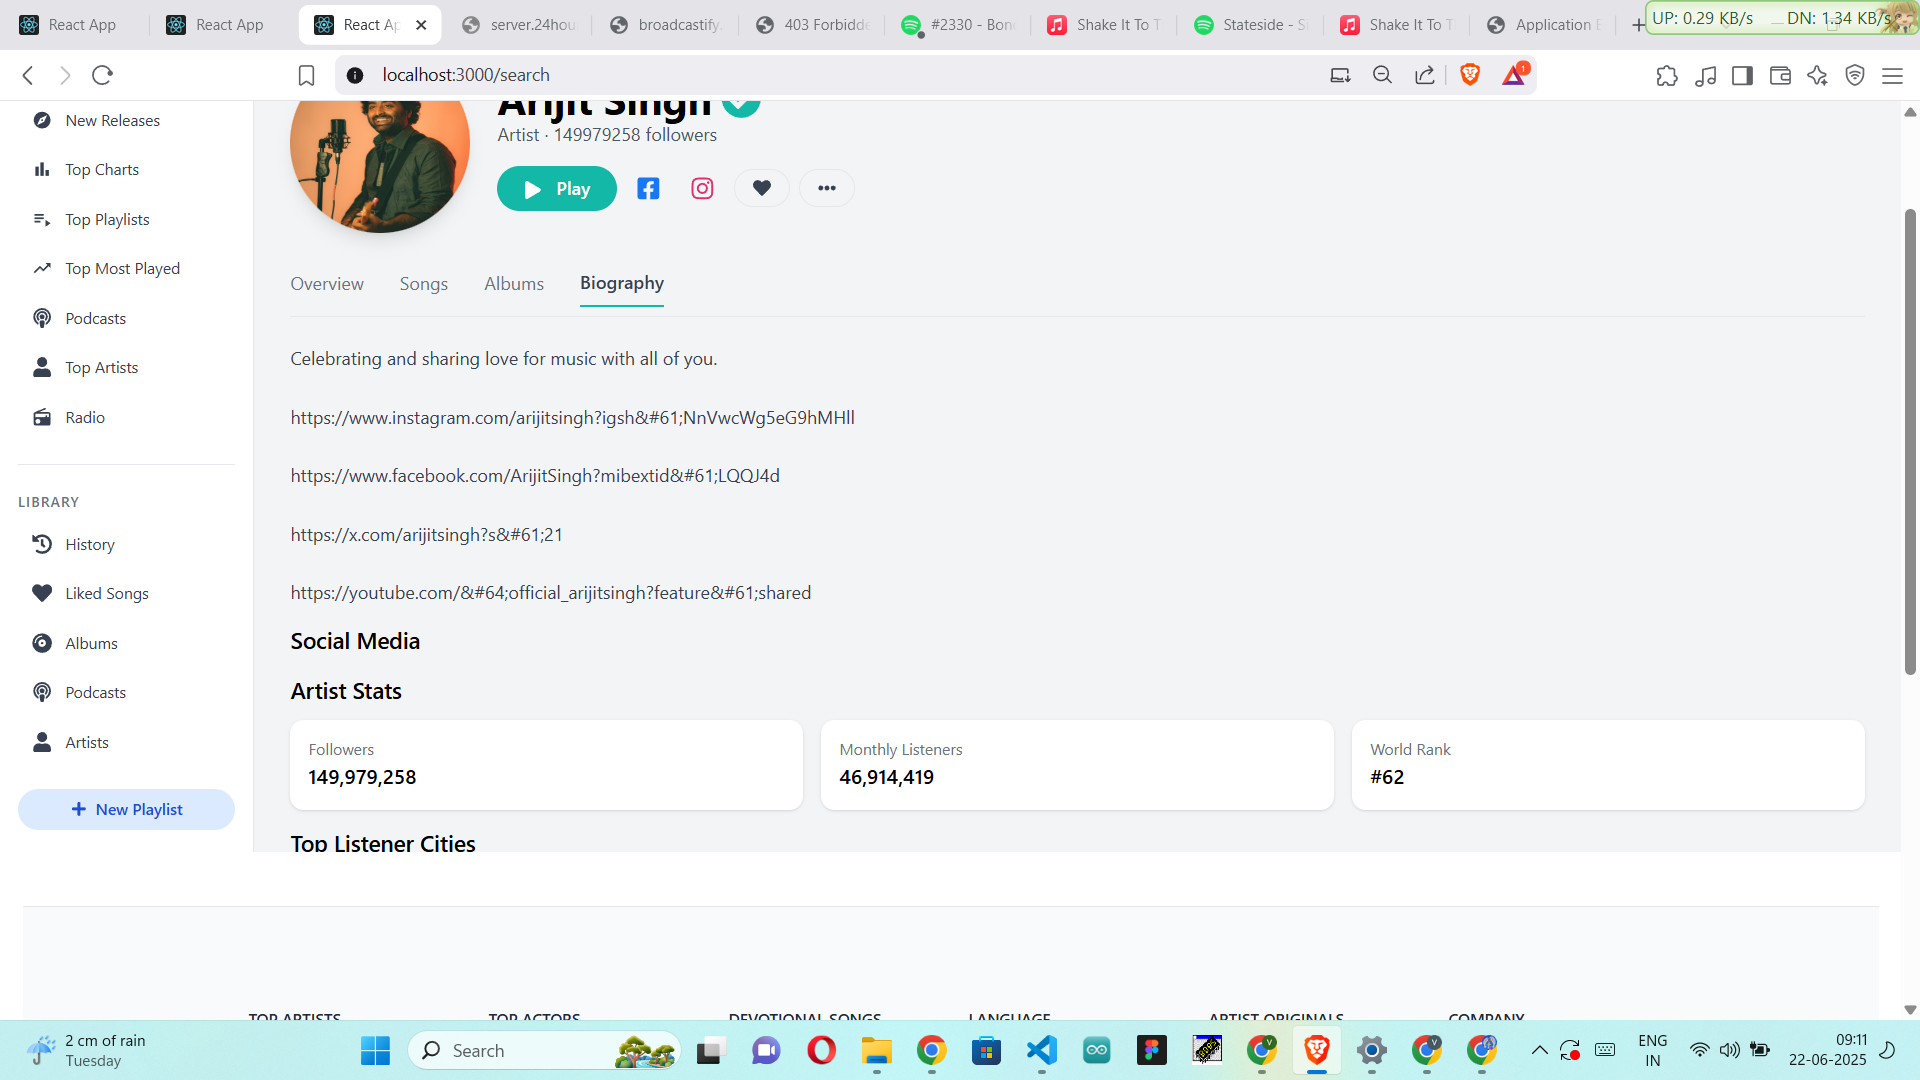 React App
React App
React Ap
server.24hou
broadcastify.
403 Forbidde
#2330 - Bon
Shake It To T
Stateside - S
Shake It To T
Application E
UP: 0.29 KB/s
DN: 1.34 KB/s
localhost:3000/search
1
New Releases
Top Charts
Top Playlists
Top Most Played
Podcasts
Top Artists
Radio
LIBRARY
History
Liked Songs
Albums
Podcasts
Artists
+ New Playlist
Arijit Singh
Artist · 149979258 followers
Play
Overview
Songs
Albums
Biography
Celebrating and sharing love for music with all of you.
https://www.instagram.com/arijitsingh?igsh&#61;NnVwcWg5eG9hMHll
https://www.facebook.com/ArijitSingh?mibextid&#61;LQQJ4d
https://x.com/arijitsingh?s&#61;21
https://youtube.com/&#64;official_arijitsingh?feature&#61;shared
Social Media
Artist Stats
Followers
149,979,258
Monthly Listeners
46,914,419
World Rank
#62
Top Listener Cities
TOP ARTISTS
TOP ACTORS
DEVOTIONAL SONGS
LANGUAGE
ARTIST ORIGINALS
COMPANY
2 cm of rain
Tuesday
Search
ENG
IN
09:11
22-06-2025